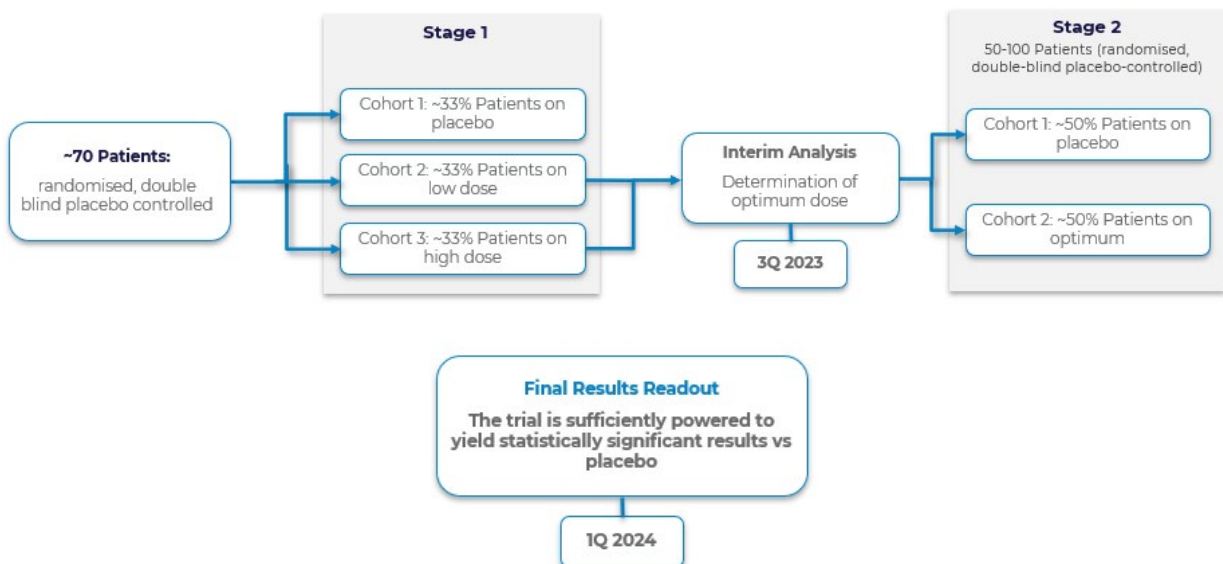 Stage 1
Cohort 1: ~33% Patients on
placebo
Cohort 2: ~33% Patients on
low dose
Cohort 3: ~33% Patients on
high dose
~70 Patients:
randomised, double
blind placebo controlled
Interim Analysis
Determination of
optimum dose
3Q 2023
Stage 2
50-100 Patients (randomised,
double-blind placebo-controlled)
Cohort 1: ~50% Patients on
placebo
Cohort 2: ~50% Patients on
optimum
Final Results Readout
The trial is sufficiently powered to
yield statistically significant results vs
placebo
1Q 2024